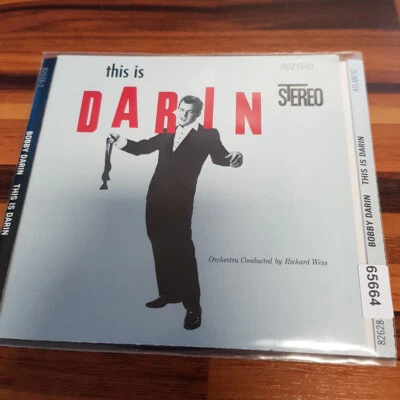 this is
ATCO
DARIN
STEREO
Orchestra Conducted by Richard Wess
BOBBY DARIN THIS IS DARIN
ATLANTIC
BOBBY DARIN THIS IS DARIN
82628-
65664